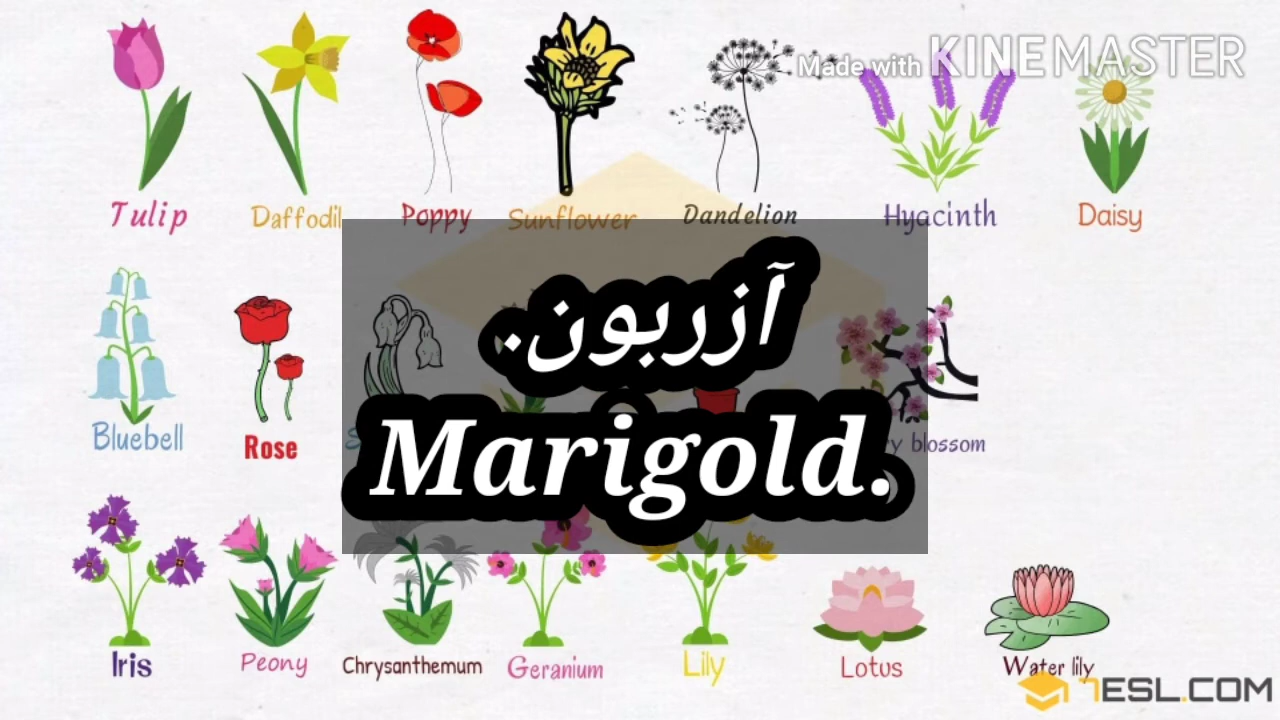 Made with KINEMASTER
Tulip
Daffodil
Poppy
Sunflower
Dandelion
Hyacinth
Daisy
آزربون.
Marigold.
Bluebell
Rose
blossom
Iris
Peony
Chrysanthemum
Geranium
Lily
Lotus
Water lily
7ESL.COM